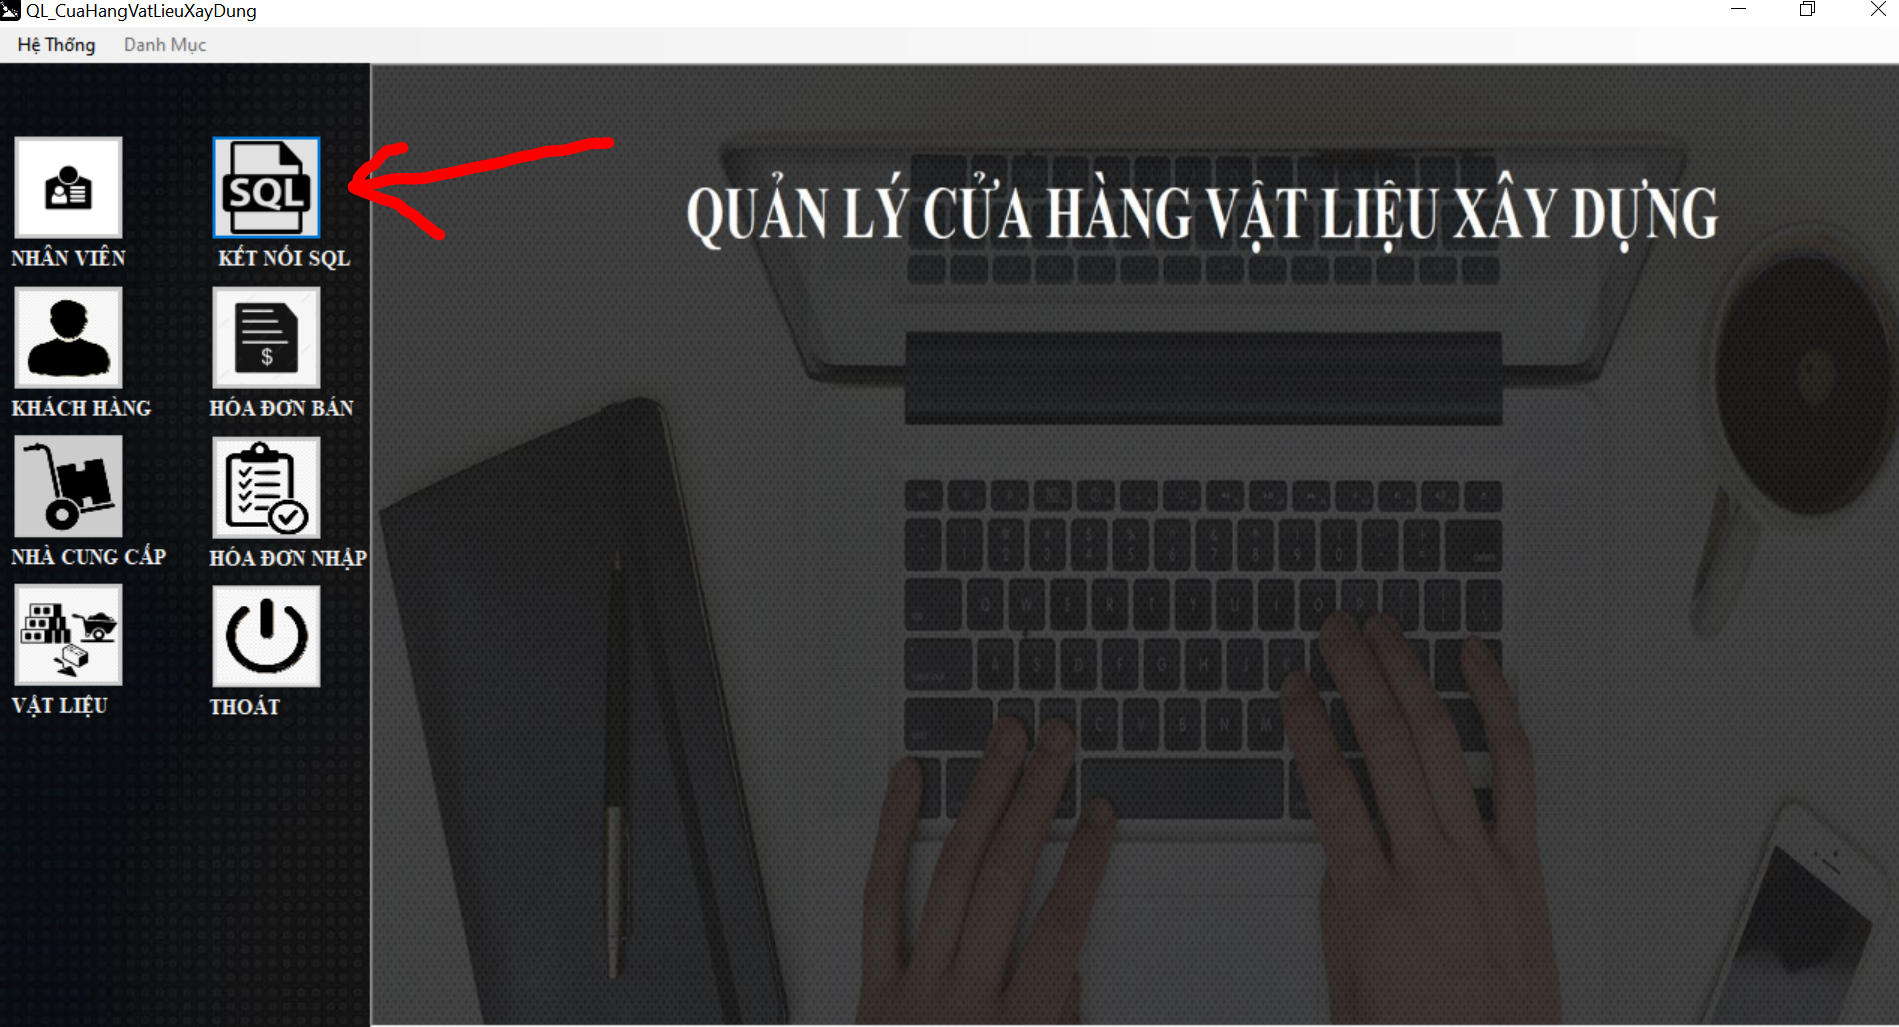 QL_CuaHangVatLieuXayDung
Hệ Thống Danh Mục
QUẢN LÝ CỬA HÀNG VẬT LIỆU XÂY DỰNG
SQL
NHÂN VIÊN KẾT NỐI SQL
$
KHÁCH HÀNG HÓA ĐƠN BÁN
NHÀ CUNG CẤP HÓA ĐƠN NHẬP
VẬT LIỆU THOÁT